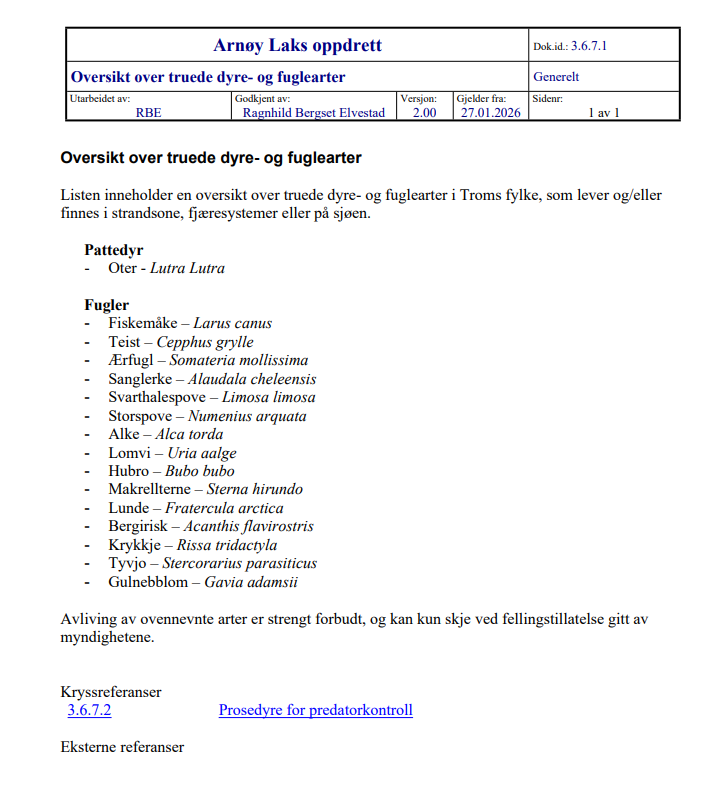 Arnøy Laks oppdrett
Dok.id.: 3.6.7.1
Oversikt over truede dyre- og fuglearter
Generelt
Utarbeidet av:
RBE
Godkjent av:
Ragnhild Bergset Elvestad
Versjon:
2.00
Gjelder fra:
27.01.2026
Sidenr:
1 av 1
Oversikt over truede dyre- og fuglearter
Listen inneholder en oversikt over truede dyre- og fuglearter i Troms fylke, som lever og/eller
finnes i strandsone, fjæresystemer eller på sjøen.
Pattedyr
- Oter - Lutra Lutra
Fugler
- Fiskemåke – Larus canus
- Teist – Cepphus grylle
- Ærfugl – Somateria mollissima
- Sanglerke – Alaudala cheleensis
- Svarthalespove – Limosa limosa
- Storspove – Numenius arquata
- Alke – Alca torda
- Lomvi – Uria aalge
- Hubro – Bubo bubo
- Makrellterne – Sterna hirundo
- Lunde – Fratercula arctica
- Bergirisk – Acanthis flavirostris
- Krykkje – Rissa tridactyla
- Tyvjo – Stercorarius parasiticus
- Gulnebblom – Gavia adamsii
Avliving av ovennevnte arter er strengt forbudt, og kan kun skje ved fellingstillatelse gitt av
myndighetene.
Kryssreferanser
3.6.7.2 Prosedyre for predatorkontroll
Eksterne referanser